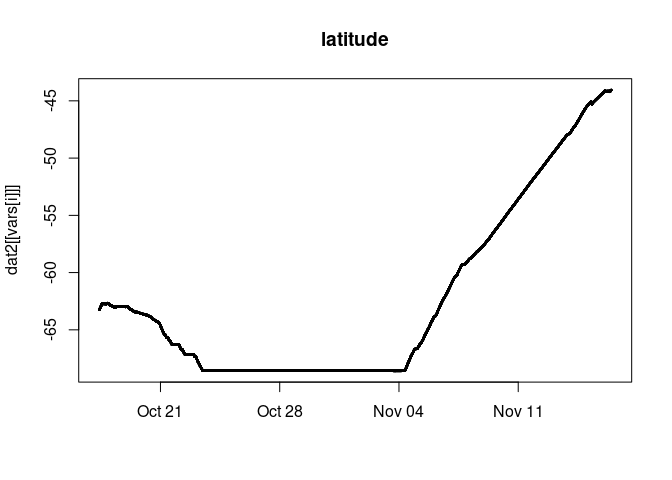 latitude
dat2[[vars[i]]]
-45
-50
-55
-60
-65
Oct 21
Oct 28
Nov 04
Nov 11